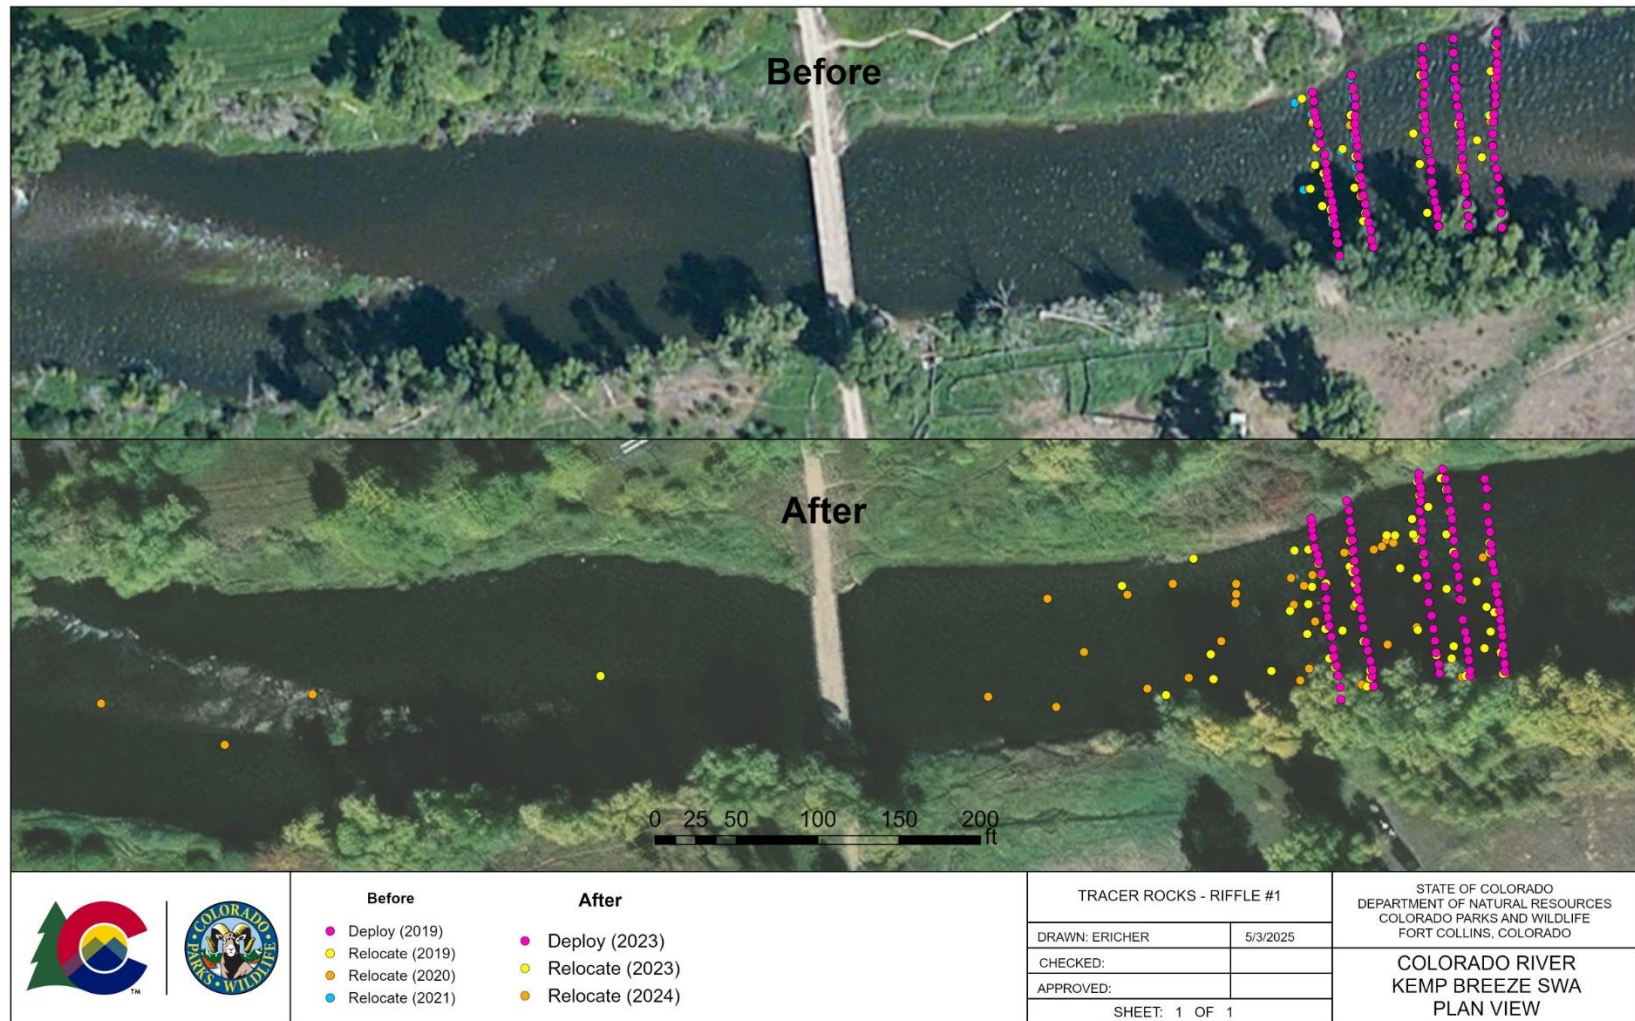 Before
After
0 25 50 100 150 200
ft
TM
COLORADO
PARKS • WILDLIFE
Before
Deploy (2019)
Relocate (2019)
Relocate (2020)
Relocate (2021)
After
Deploy (2023)
Relocate (2023)
Relocate (2024)
TRACER ROCKS - RIFFLE #1
DRAWN: ERICHER 5/3/2025
CHECKED:
APPROVED:
SHEET: 1 OF 1
STATE OF COLORADO
DEPARTMENT OF NATURAL RESOURCES
COLORADO PARKS AND WILDLIFE
FORT COLLINS, COLORADO
COLORADO RIVER
KEMP BREEZE SWA
PLAN VIEW